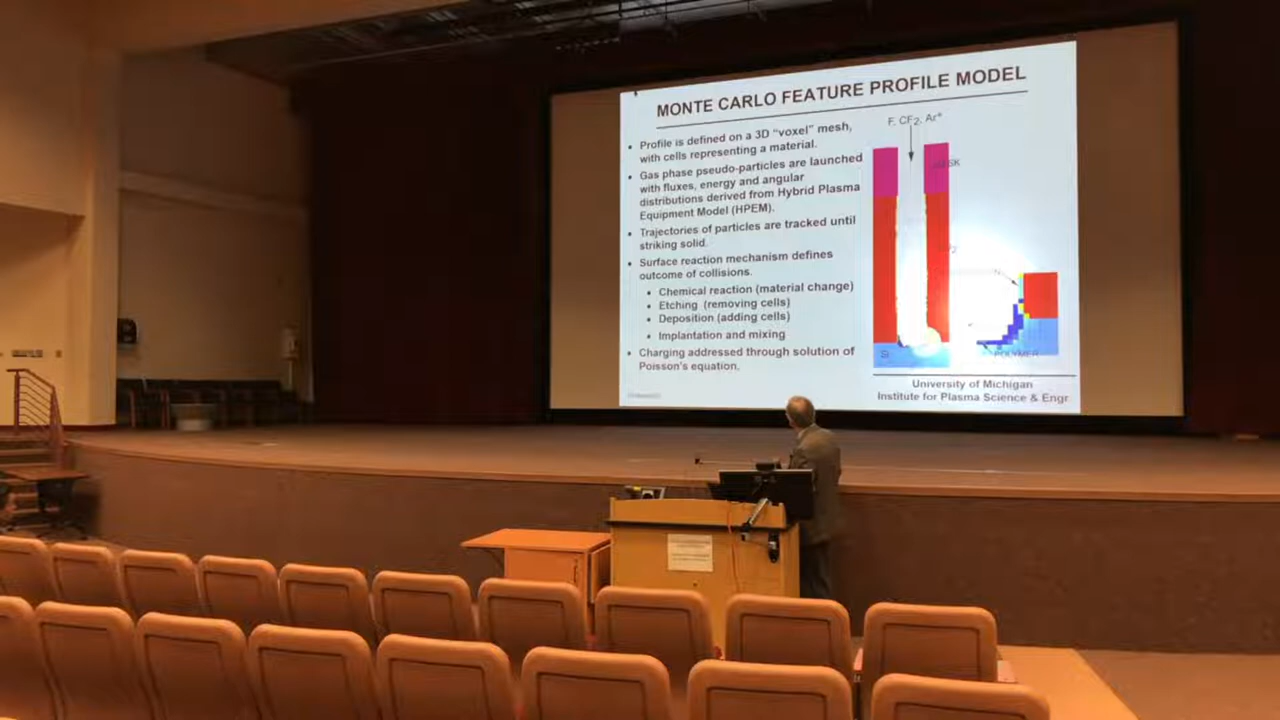 MONTE CARLO FEATURE PROFILE MODEL
• Profile is defined on a 3D "voxel" mesh,
with cells representing a material.
• Gas phase pseudo-particles are launched
with fluxes, energy and angular
distributions derived from Hybrid Plasma
Equipment Model (HPEM).
• Trajectories of particles are tracked until
striking solid.
• Surface reaction mechanism defines
outcome of collisions.
• Chemical reaction (material change)
• Etching (removing cells)
• Deposition (adding cells)
• Implantation and mixing
• Charging addressed through solution of
Poisson's equation.
F, CF2, Ar+
Si
POLYMER
University of Michigan
Institute for Plasma Science & Engr.